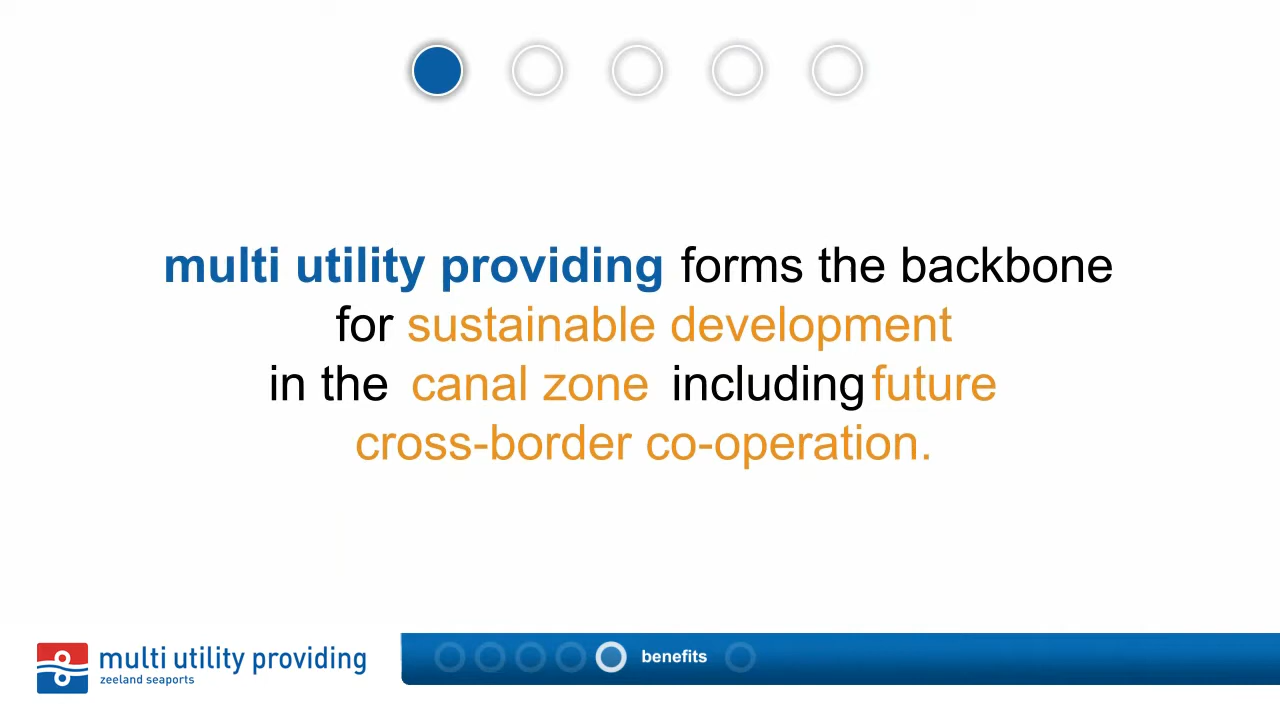 multi utility providing forms the backbone
for sustainable development
in the canal zone including future
cross-border co-operation.
multi utility providing
zeeland seaports
benefits